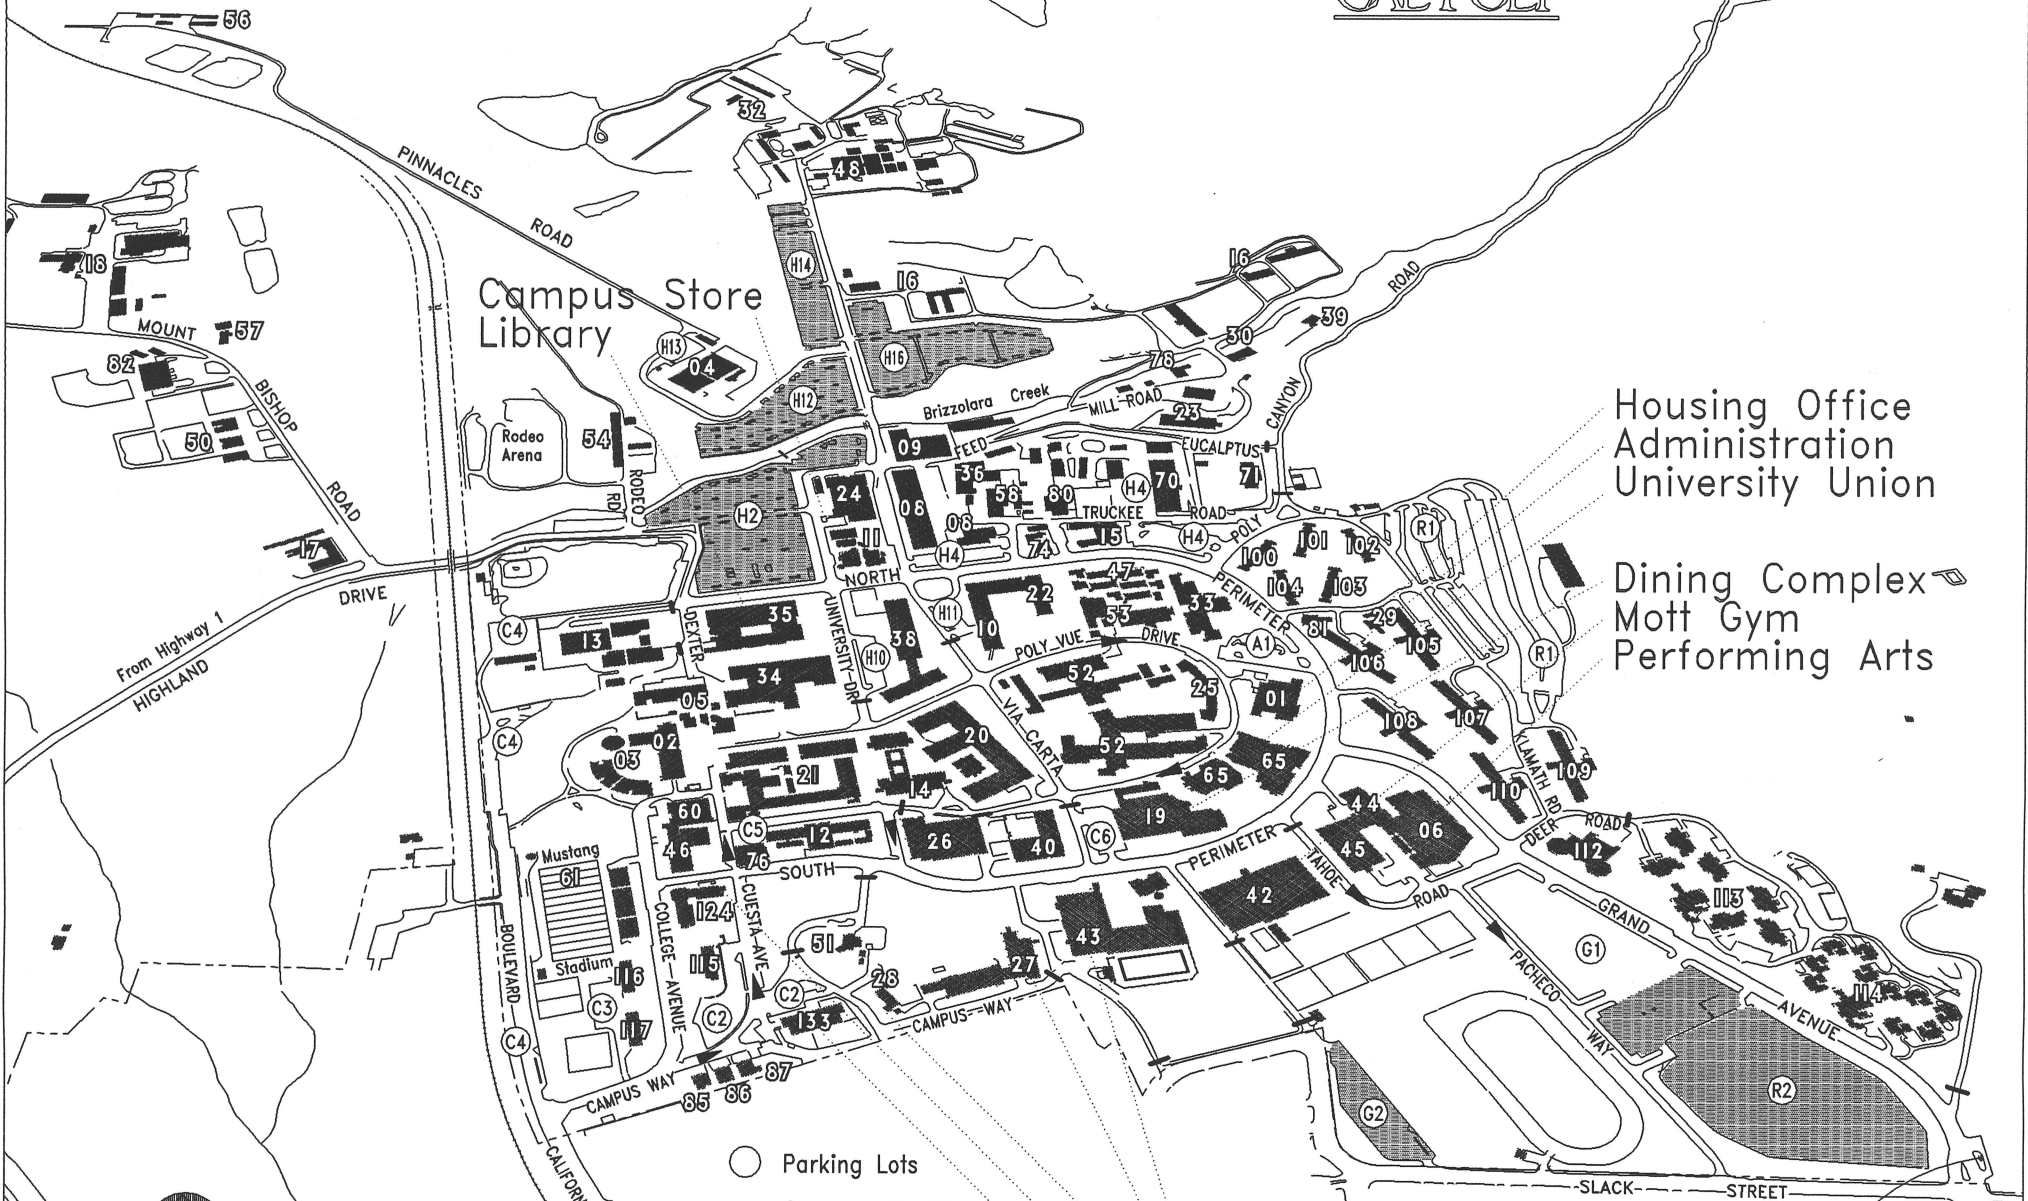 CAL POLY
56
32
PINNACLES
ROAD
48
18
H14
16
16
ROAD
Campus Store
Library
MOUNT
57
H13
04
H16
30
39
82
78
BISHOP
H12
Brizzolara Creek
MILL ROAD
CANYON
Housing Office
Administration
University Union
23
50
Rodeo
Arena
54
09
FEED
EUCALPTUS
36
70
71
ROAD
RODEO
RD
H2
24
08
58
80
H4
TRUCKEE
ROAD
08
POLY
R1
17
11
H4
74
15
H4
100
101
102
DRIVE
NORTH
47
104
103
Dining Complex
Mott Gym
Performing Arts
PERIMETER
22
33
From Highway 1
HIGHLAND
C4
13
DEXTER
35
UNIVERSITY DR
38
H11
10
53
POLY VUE
DRIVE
A1
81
29
105
R1
H10
106
34
52
25
01
05
VIA
CARTA
108
107
C4
03
02
20
52
65
65
KLAMATH RD
109
21
14
110
60
C5
12
26
40
C6
19
44
06
DEER
ROAD
46
76
45
112
Mustang
61
SOUTH
PERIMETER
TAHOE
ROAD
42
113
124
CUESTA AVE
COLLEGE AVENUE
BOULEVARD
51
43
GRAND
G1
Stadium
116
115
28
27
PACHECO
WAY
114
C3
C2
C2
133
CAMPUS WAY
AVENUE
117
C4
87
86
85
CAMPUS WAY
G2
R2
CALIFORN
Parking Lots
SLACK
STREET